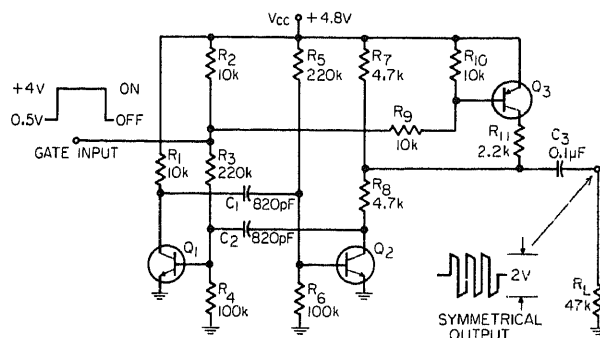 Vcc +4.8V
R2
10k
R5
220k
R7
4.7k
R10
10k
Q3
+4V
ON
0.5V
OFF
GATE INPUT
R9
10k
R11
2.2k
C3
0.1µF
R1
10k
R3
220k
C1
820pF
R8
4.7k
C2
820pF
Q1
Q2
2V
R4
100k
R6
100k
SYMMETRICAL
OUTPUT
RL
47k